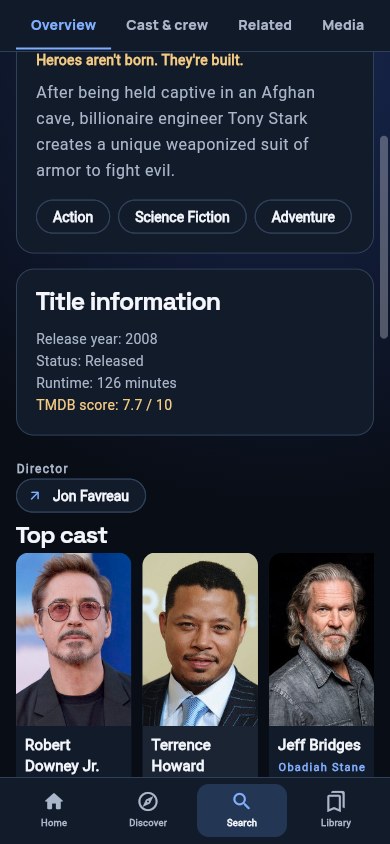 Overview Cast & crew Related Media
Heroes aren't born. They're built.
After being held captive in an Afghan
cave, billionaire engineer Tony Stark
creates a unique weaponized suit of
armor to fight evil.
Action Science Fiction Adventure
Title information
Release year: 2008
Status: Released
Runtime: 126 minutes
TMDB score: 7.7 / 10
Director
Jon Favreau
Top cast
Robert
Downey Jr.
Terrence
Howard
Jeff Bridges
Obadiah Stane
Home Discover Search Library